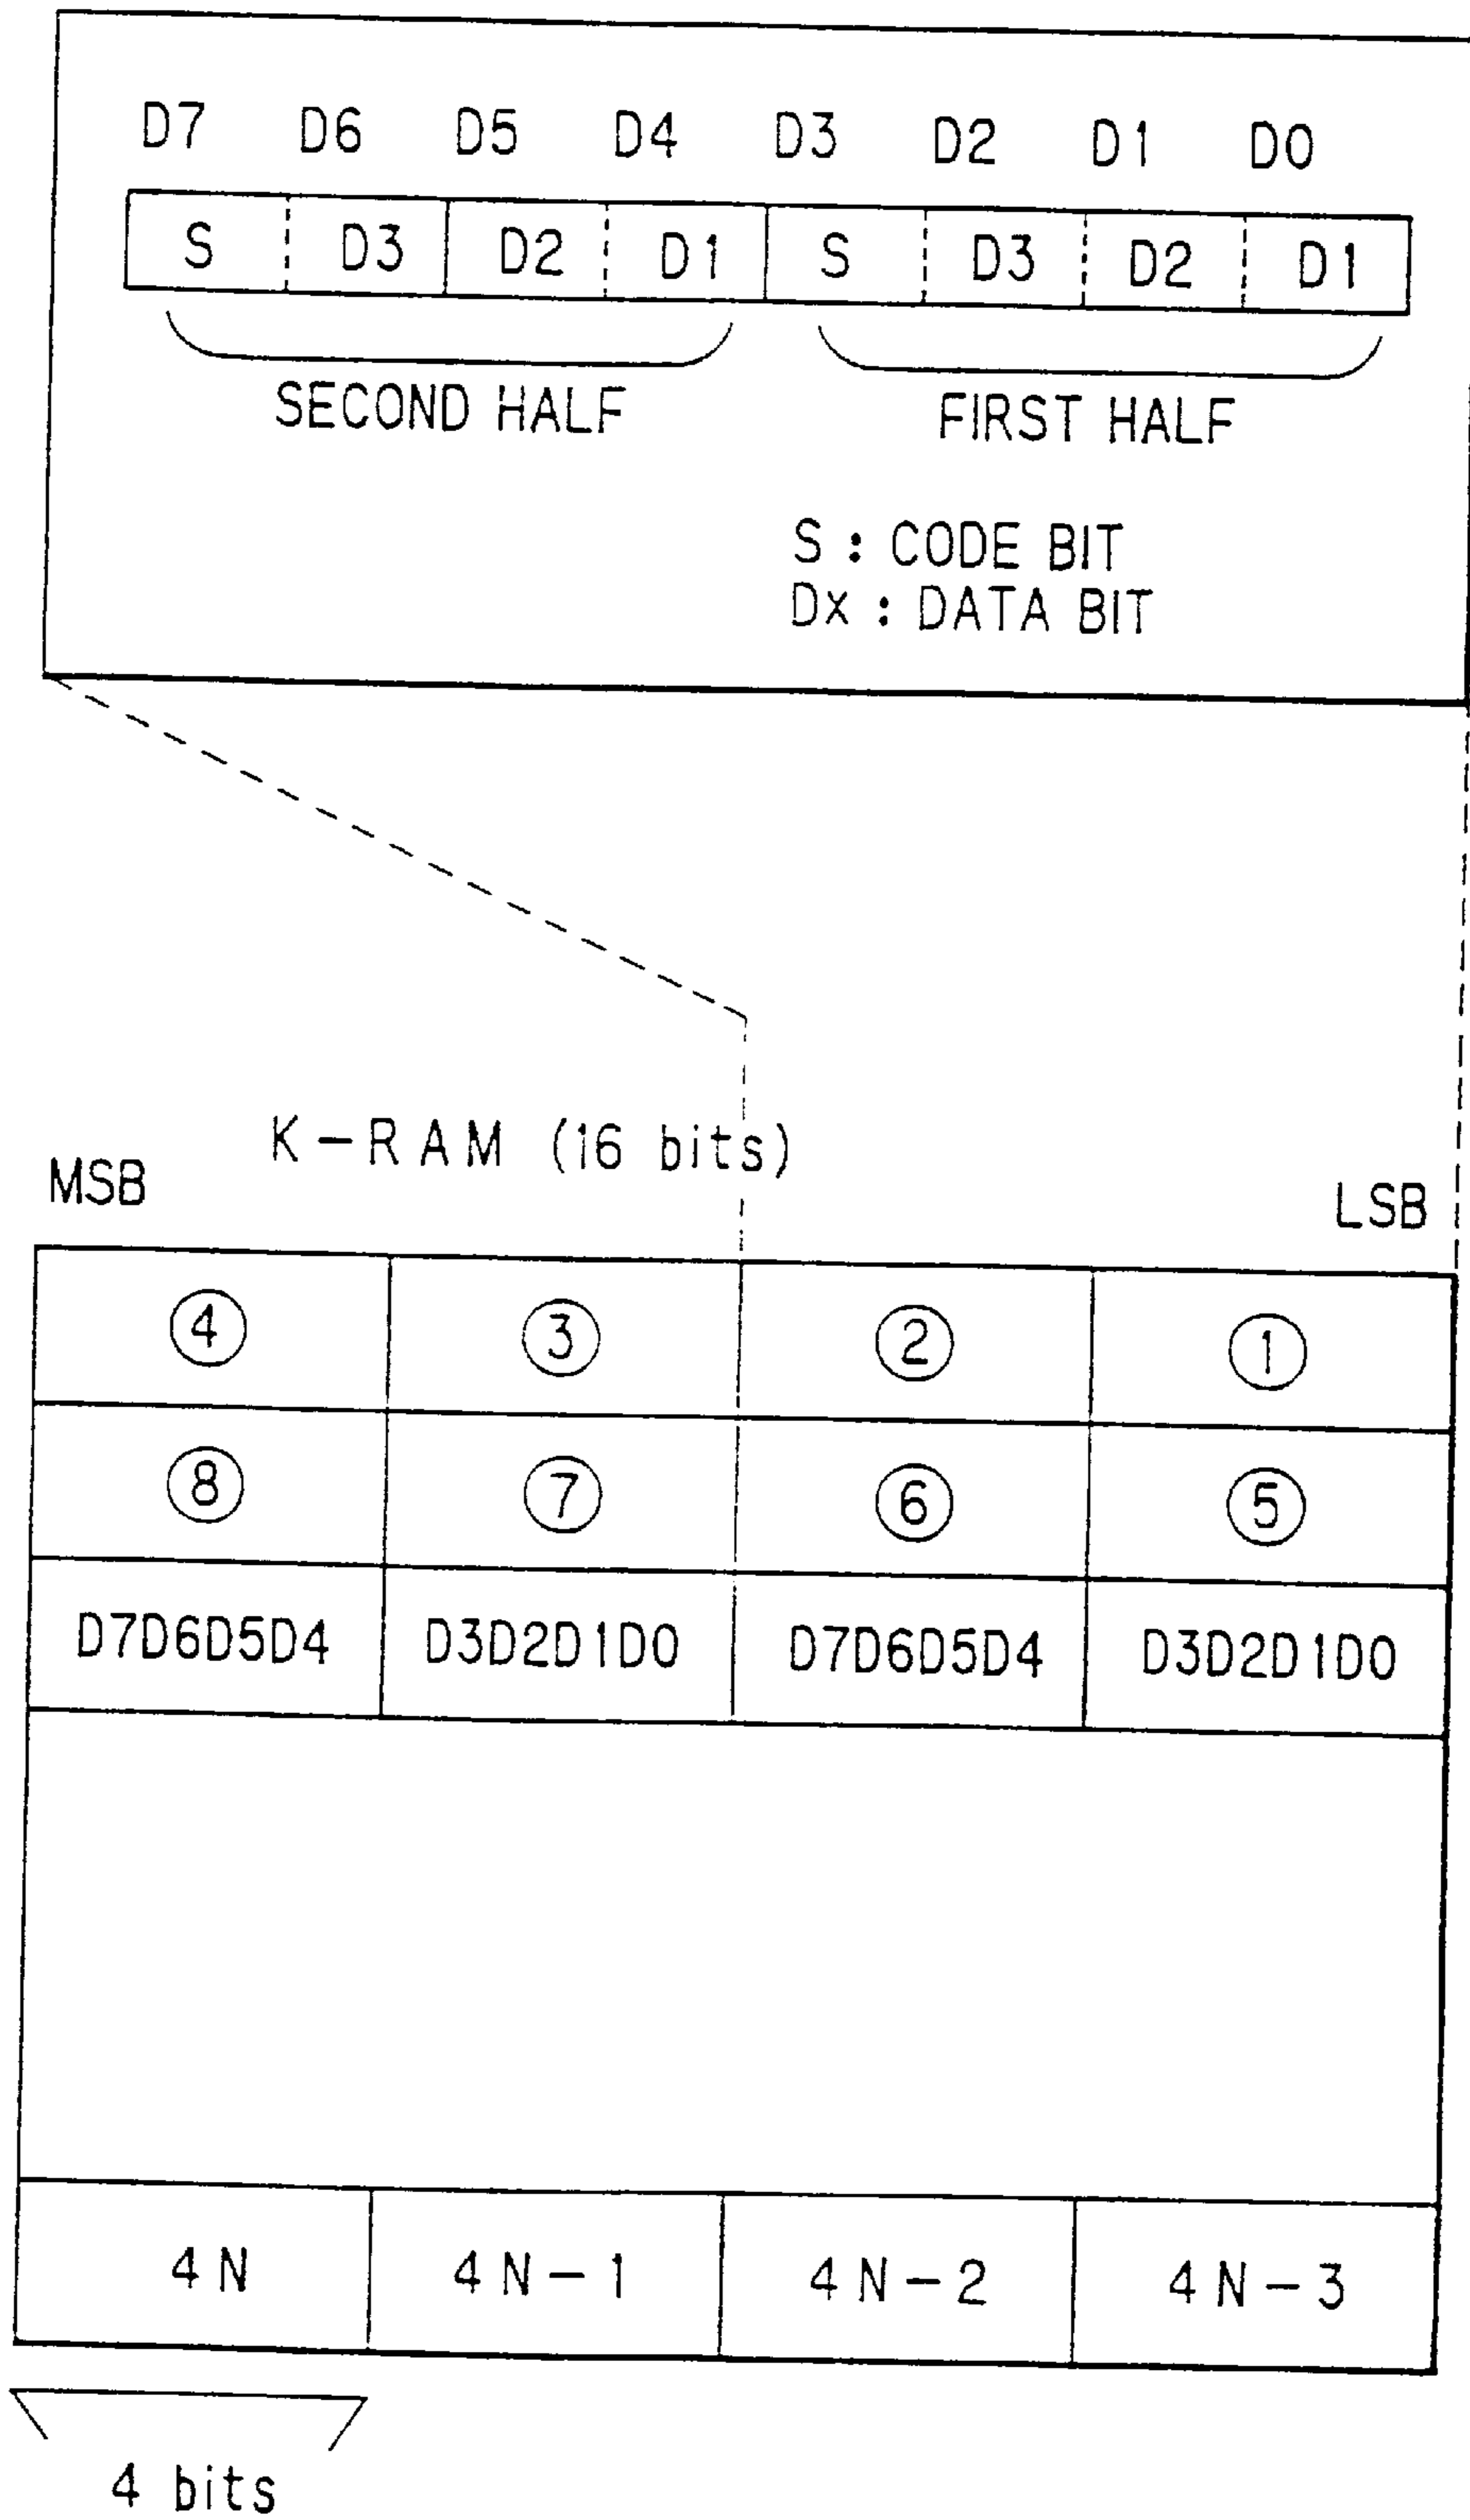 D7 D6 D5 D4 D3 D2 D1 D0
S D3 D2 D1 S D3 D2 D1
SECOND HALF FIRST HALF
S : CODE BIT
Dx : DATA BIT
K-RAM (16 bits)
MSB LSB
④ ③ ② ①
⑧ ⑦ ⑥ ⑤
D7D6D5D4 D3D2D1D0 D7D6D5D4 D3D2D1D0
4N 4N-1 4N-2 4N-3
4 bits